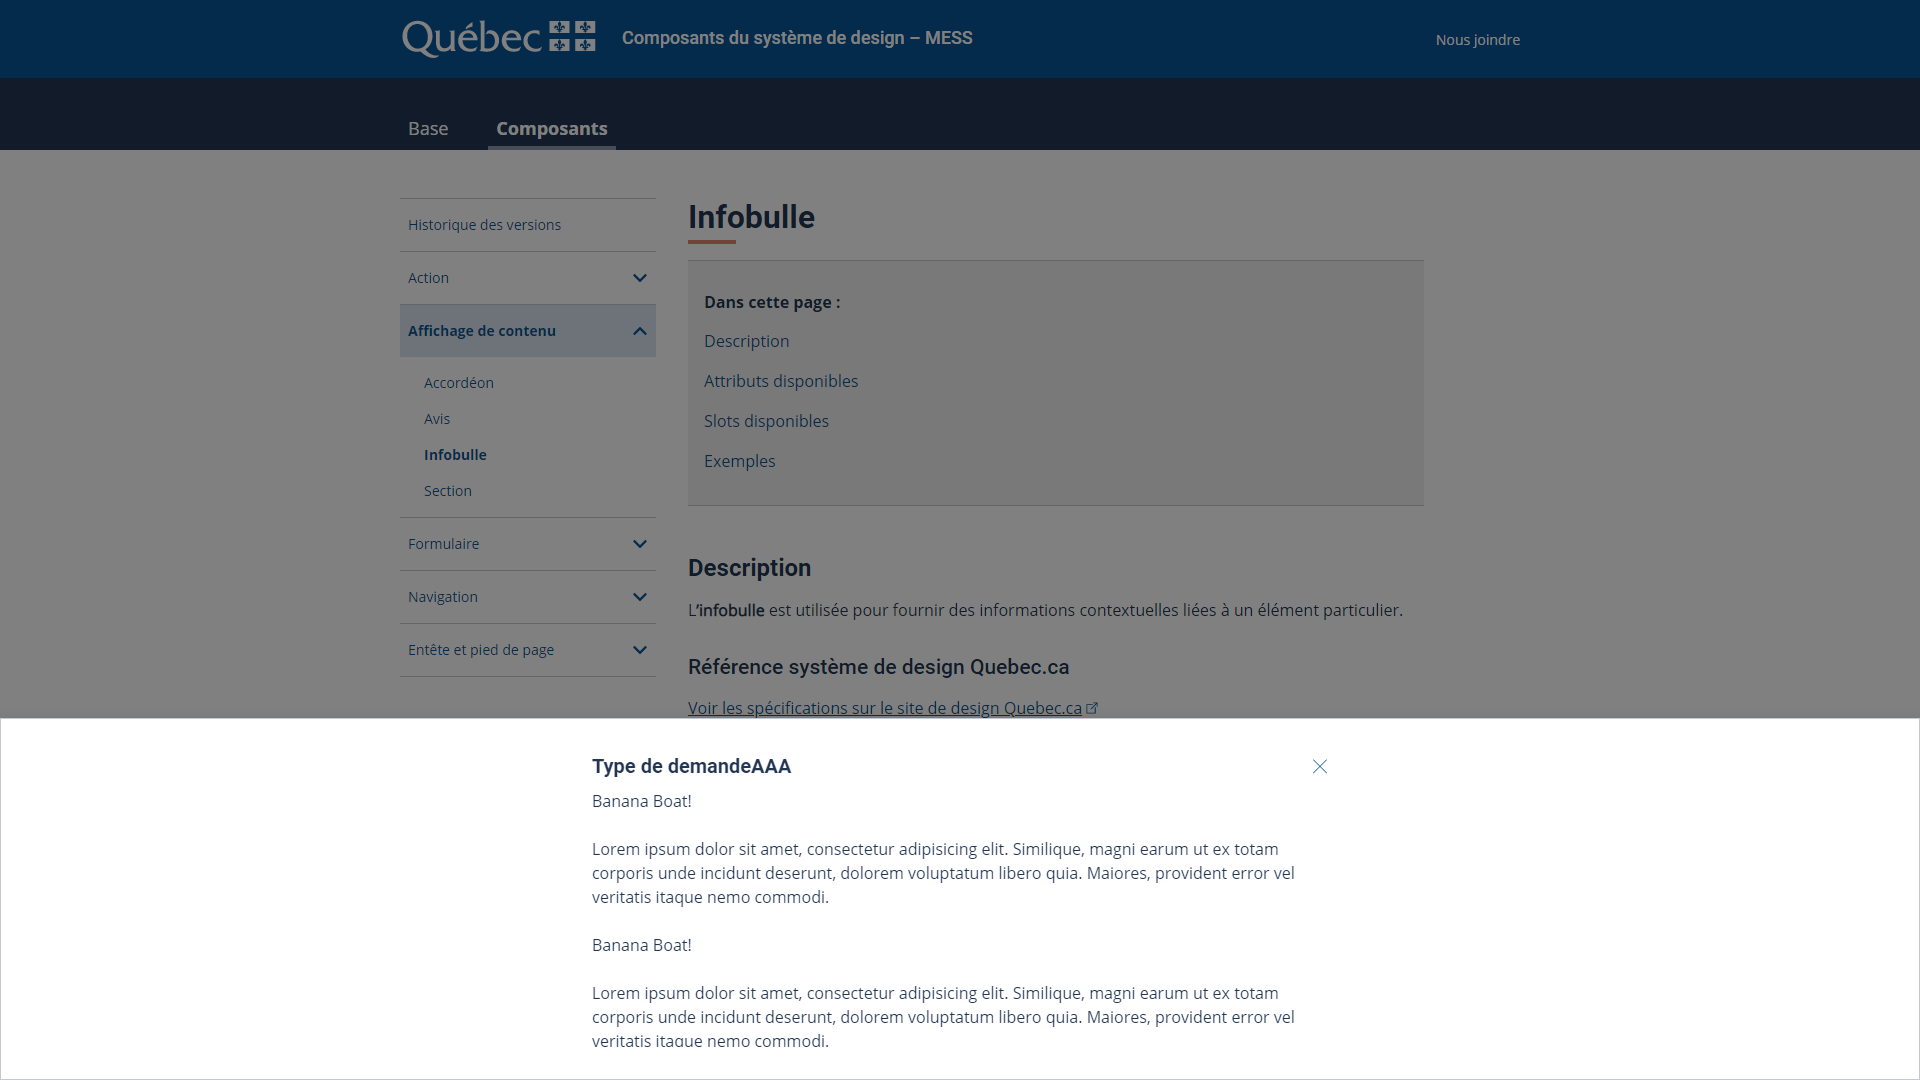 Québec
Composants du système de design – MESS
Nous joindre
Base
Composants
Historique des versions
Action
Affichage de contenu
Accordéon
Avis
Infobulle
Section
Formulaire
Navigation
Entête et pied de page
Infobulle
Dans cette page :
Description
Attributs disponibles
Slots disponibles
Exemples
Description
L’infobulle est utilisée pour fournir des informations contextuelles liées à un élément particulier.
Référence système de design Quebec.ca
Voir les spécifications sur le site de design Quebec.ca
Type de demandeAAA
Banana Boat!
Lorem ipsum dolor sit amet, consectetur adipisicing elit. Similique, magni earum ut ex totam
corporis unde incidunt deserunt, dolorem voluptatum libero quia. Maiores, provident error vel
veritatis itaque nemo commodi.
Banana Boat!
Lorem ipsum dolor sit amet, consectetur adipisicing elit. Similique, magni earum ut ex totam
corporis unde incidunt deserunt, dolorem voluptatum libero quia. Maiores, provident error vel
veritatis itaque nemo commodi.